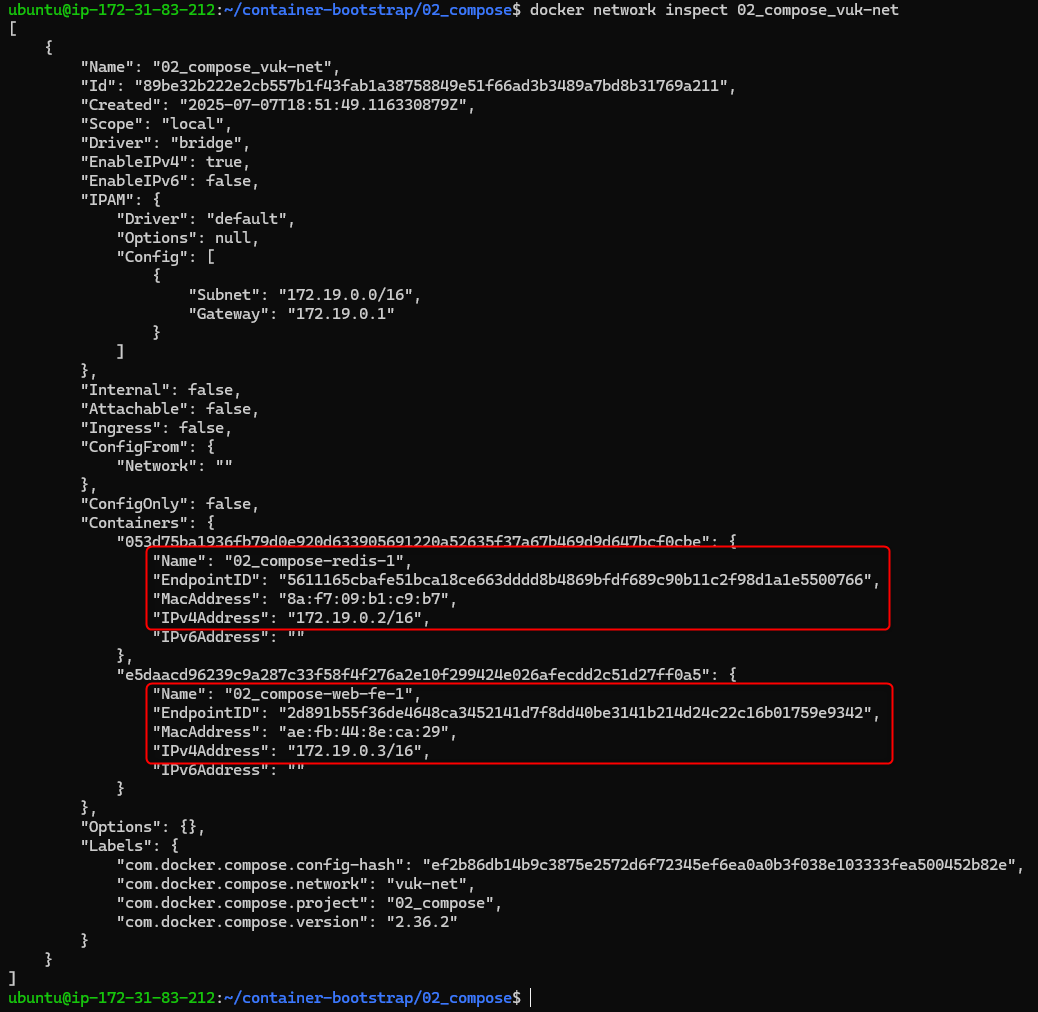 ubuntu@ip-172-31-83-212:~/container-bootstrap/02_compose$ docker network inspect 02_compose_vuk-net
[
    {
        "Name": "02_compose_vuk-net",
        "Id": "89be32b222e2cb557b1f43fab1a38758849e51f66ad3b3489a7bd8b31769a211",
        "Created": "2025-07-07T18:51:49.116330879Z",
        "Scope": "local",
        "Driver": "bridge",
        "EnableIPv4": true,
        "EnableIPv6": false,
        "IPAM": {
            "Driver": "default",
            "Options": null,
            "Config": [
                {
                    "Subnet": "172.19.0.0/16",
                    "Gateway": "172.19.0.1"
                }
            ]
        },
        "Internal": false,
        "Attachable": false,
        "Ingress": false,
        "ConfigFrom": {
            "Network": ""
        },
        "ConfigOnly": false,
        "Containers": {
            "053d75ba1936fb79d0e920d633905691220a52635f37a67b469d9d647bcf0cbe": {
                "Name": "02_compose-redis-1",
                "EndpointID": "5611165cbafe51bca18ce663dddd8b4869bfdf689c90b11c2f98d1a1e5500766",
                "MacAddress": "8a:f7:09:b1:c9:b7",
                "IPv4Address": "172.19.0.2/16",
                "IPv6Address": ""
            },
            "e5daacd96239c9a287c33f58f4f276a2e10f299424e026afecdd2c51d27ff0a5": {
                "Name": "02_compose-web-fe-1",
                "EndpointID": "2d891b55f36de4648ca3452141d7f8dd40be3141b214d24c22c16b01759e9342",
                "MacAddress": "ae:fb:44:8e:ca:29",
                "IPv4Address": "172.19.0.3/16",
                "IPv6Address": ""
            }
        },
        "Options": {},
        "Labels": {
            "com.docker.compose.config-hash": "ef2b86db14b9c3875e2572d6f72345ef6ea0a0b3f038e103333fea500452b82e",
            "com.docker.compose.network": "vuk-net",
            "com.docker.compose.project": "02_compose",
            "com.docker.compose.version": "2.36.2"
        }
    }
]
ubuntu@ip-172-31-83-212:~/container-bootstrap/02_compose$